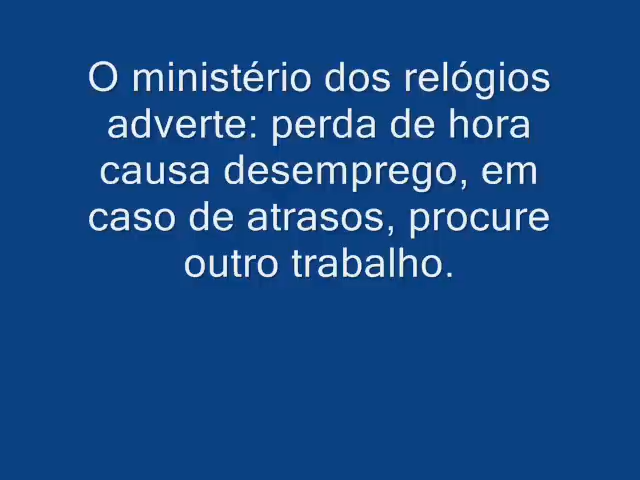 O ministério dos relógios
adverte: perda de hora
causa desemprego, em
caso de atrasos, procure
outro trabalho.